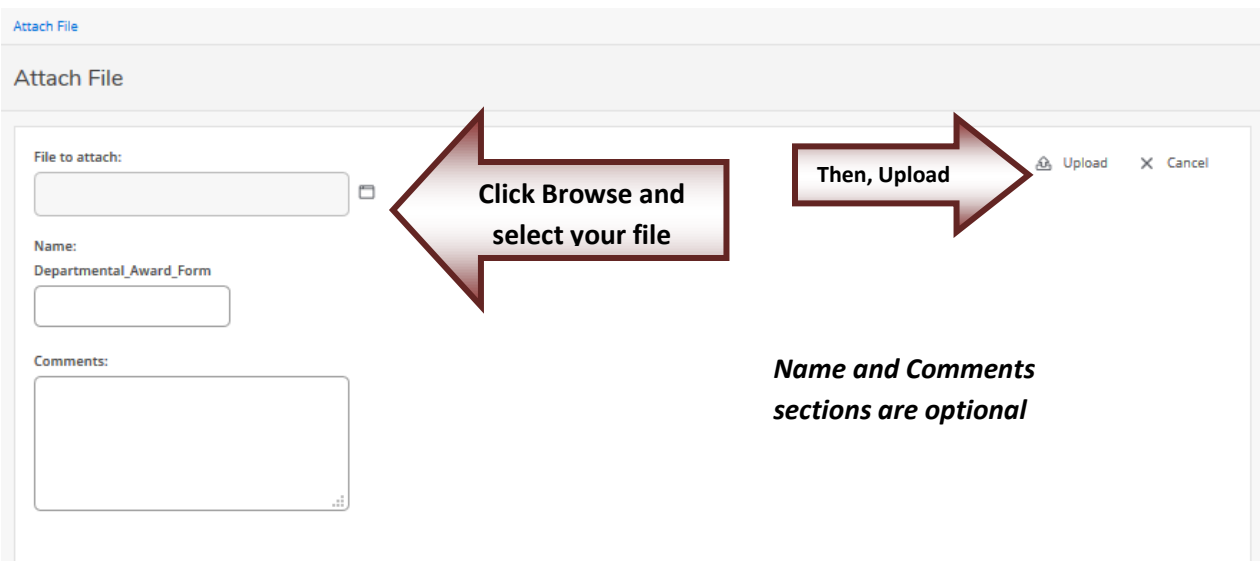 Attach File
Attach File
File to attach:
Click Browse and
select your file
Then, Upload
Upload
Cancel
Name:
Departmental_Award_Form
Comments:
Name and Comments
sections are optional